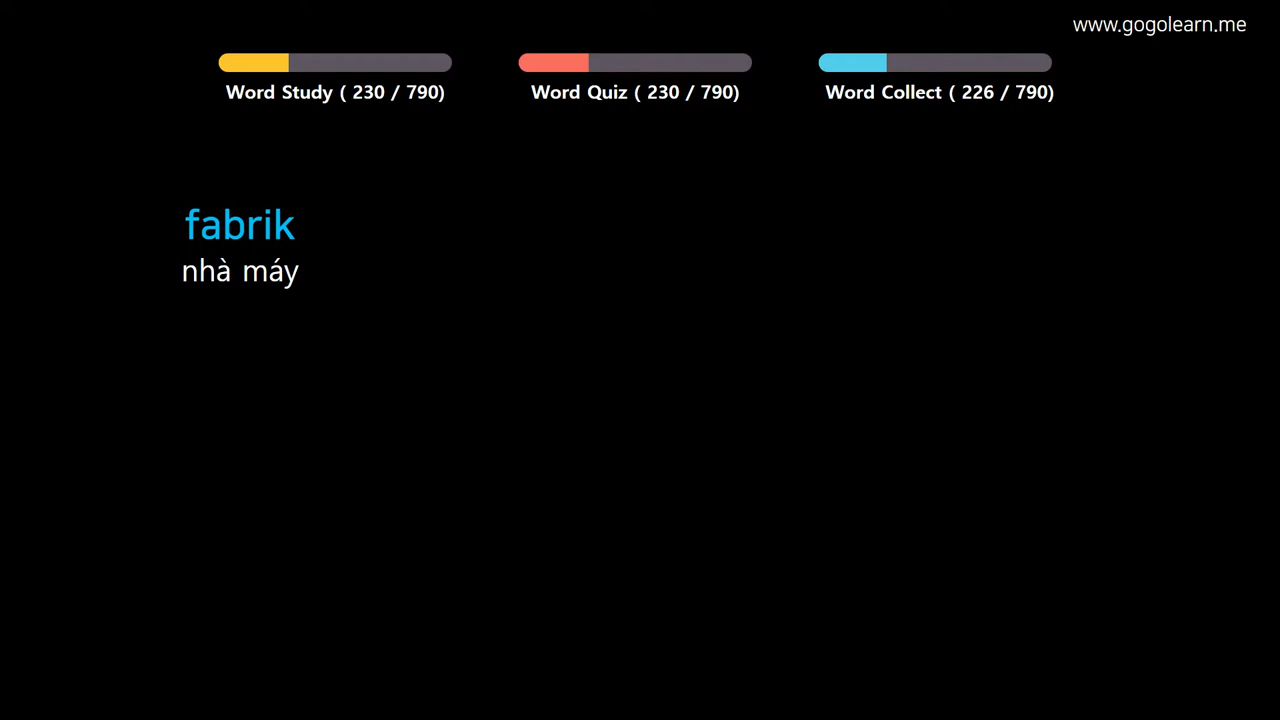 www.gogolearn.me
Word Study ( 230 / 790)
Word Quiz ( 230 / 790)
Word Collect ( 226 / 790)
fabrik
nhà máy